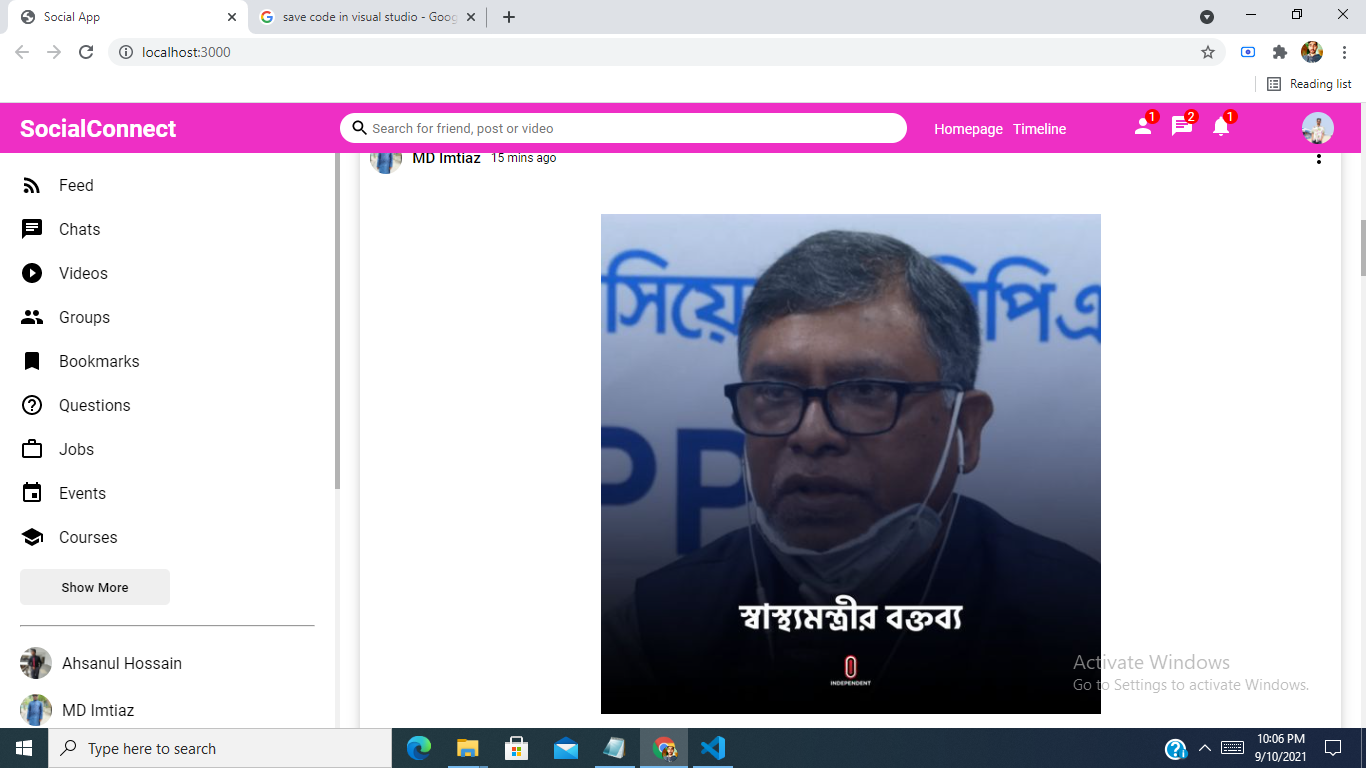 Social App
save code in visual studio - Goog
localhost:3000
Reading list
SocialConnect
Search for friend, post or video
Homepage Timeline
1
2
1
MD Imtiaz 15 mins ago
Feed
Chats
Videos
Groups
Bookmarks
Questions
Jobs
Events
Courses
Show More
Ahsanul Hossain
MD Imtiaz
সিয়ে
পিএ
PP
স্বাস্থ্যমন্ত্রীর বক্তব্য
INDEPENDENT
Activate Windows
Go to Settings to activate Windows.
Type here to search
10:06 PM
9/10/2021